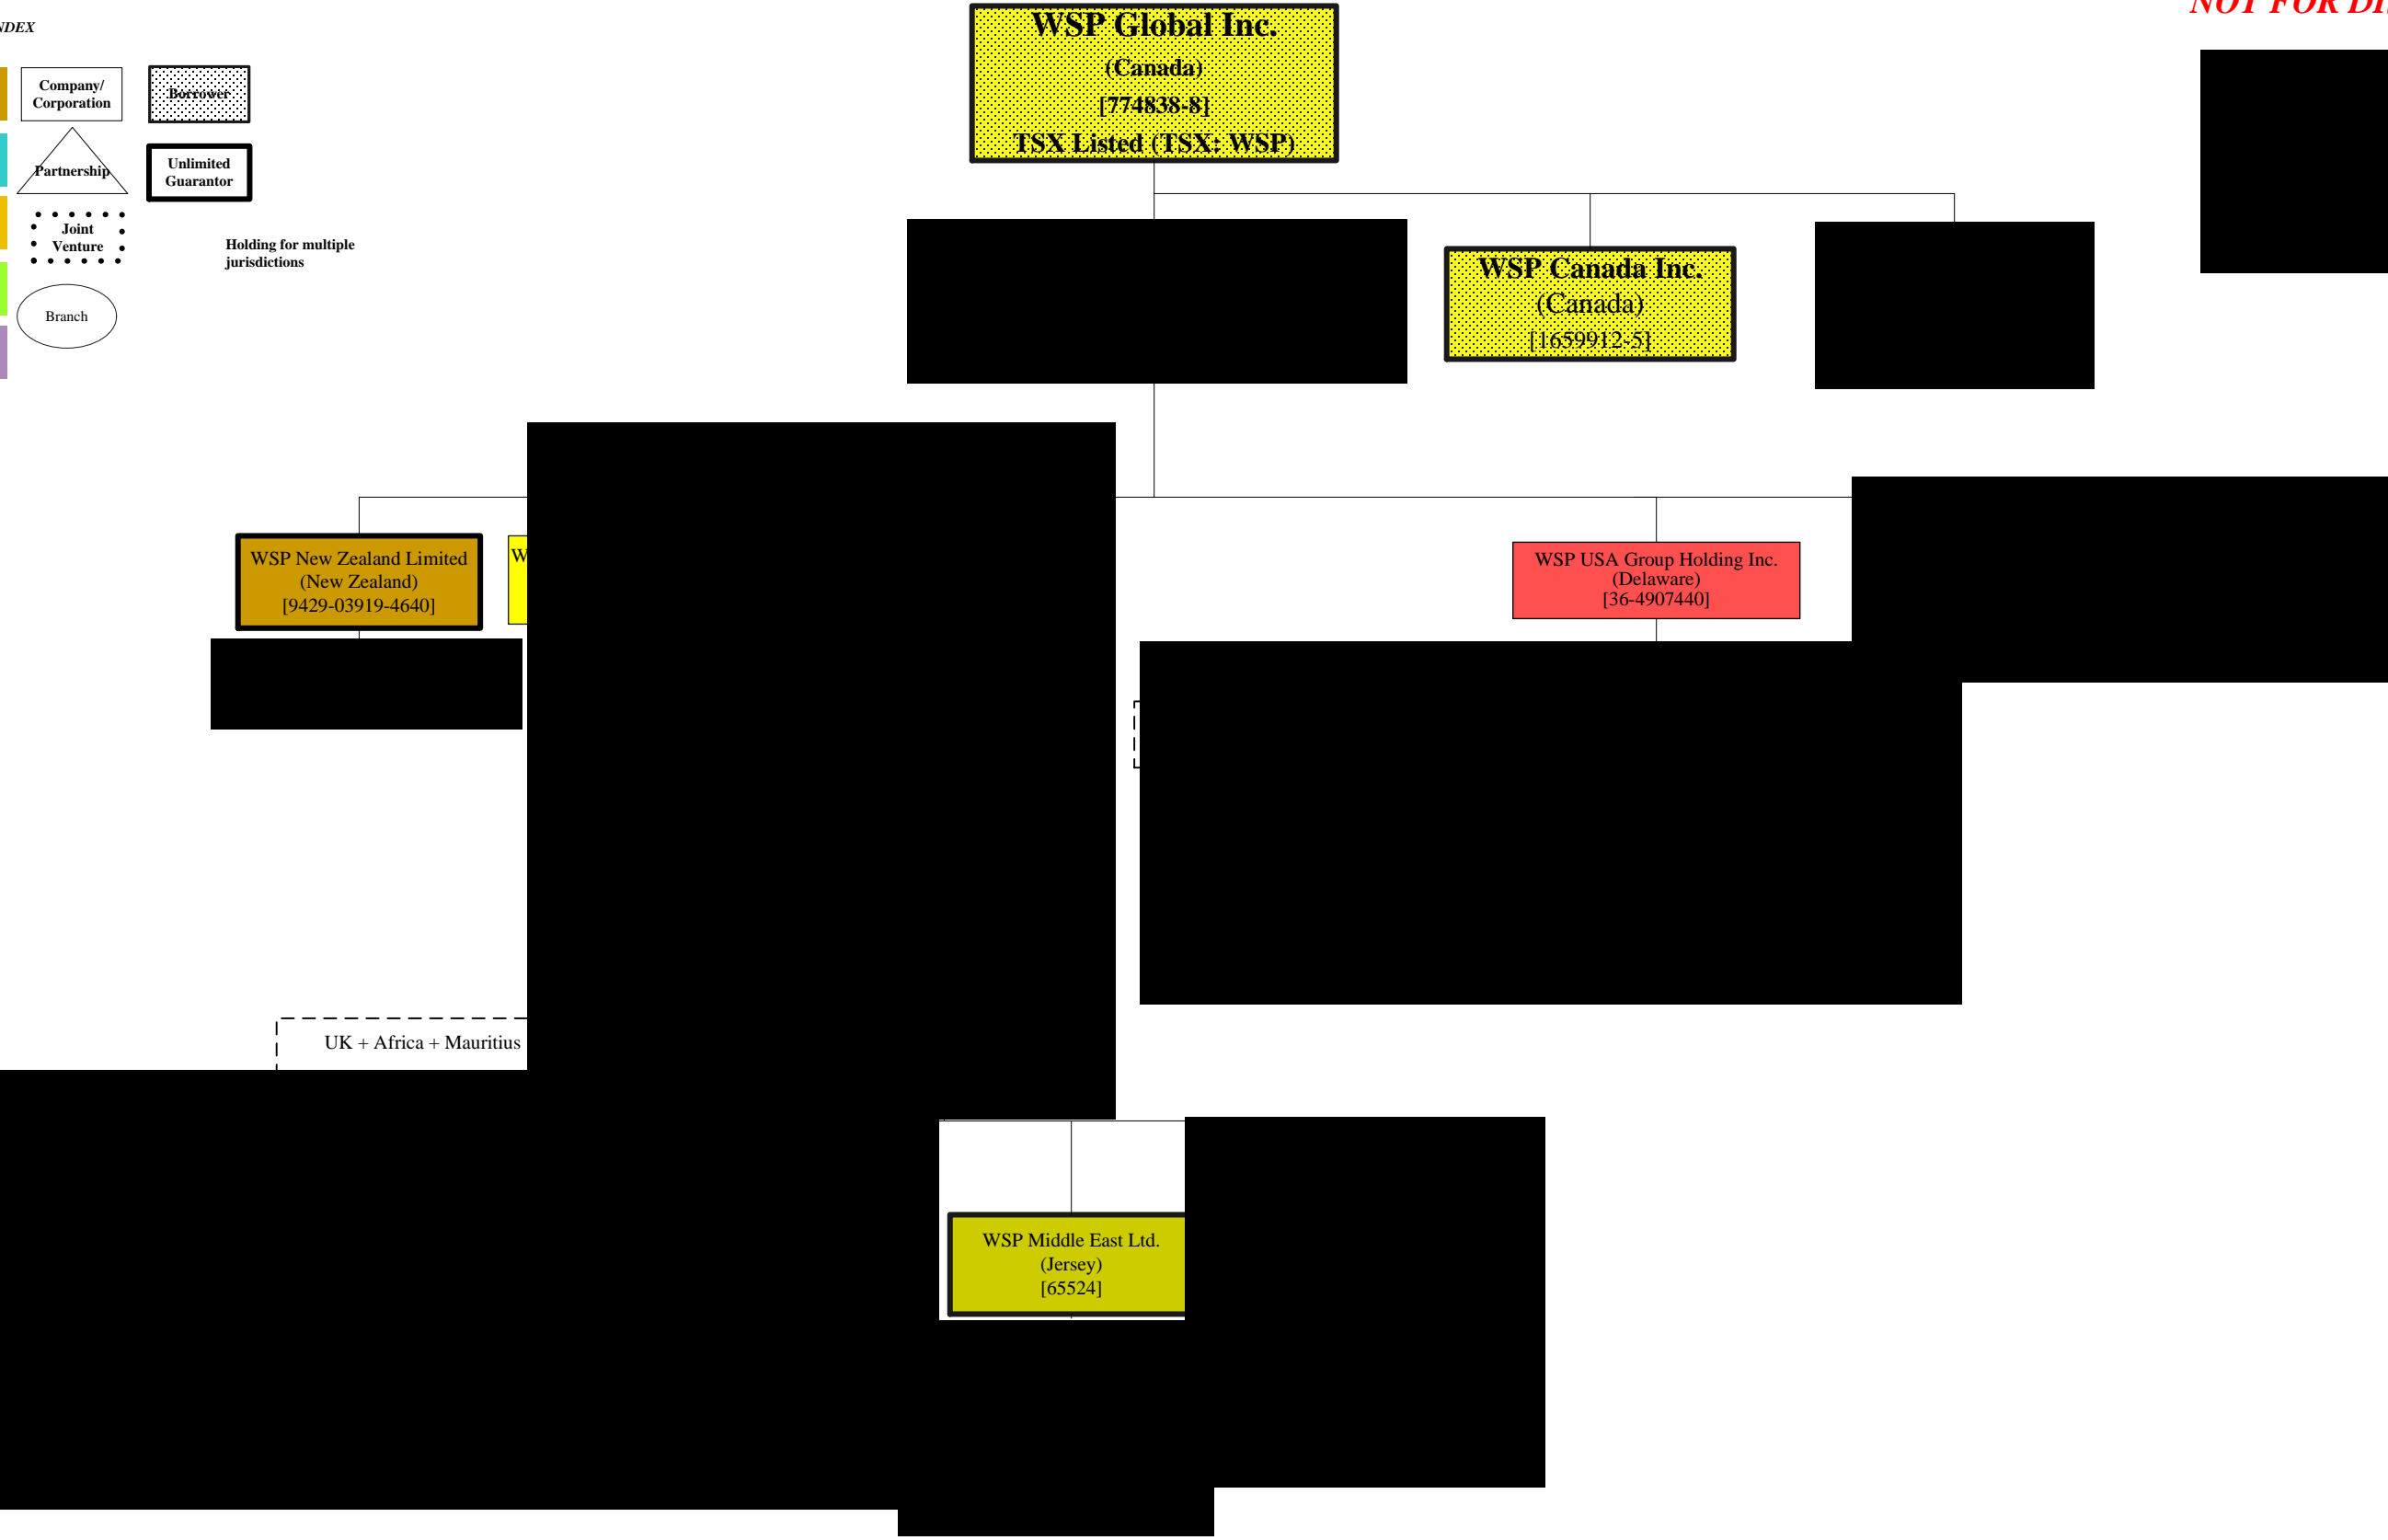 NOT FOR
WSP Global Inc.
(Canada)
[774838-8]
TSX Listed (TSX: WSP)
Company/
Corporation
Borrower
Partnership
Unlimited
Guarantor
Joint
Venture
Holding for multiple
jurisdictions
Branch
WSP Canada Inc.
(Canada)
[1659912-5]
WSP New Zealand Limited
(New Zealand)
[9429-03919-4640]
W
WSP USA Group Holding Inc.
(Delaware)
[36-4907440]
UK + Africa + Mauritius
WSP Middle East Ltd.
(Jersey)
[65524]